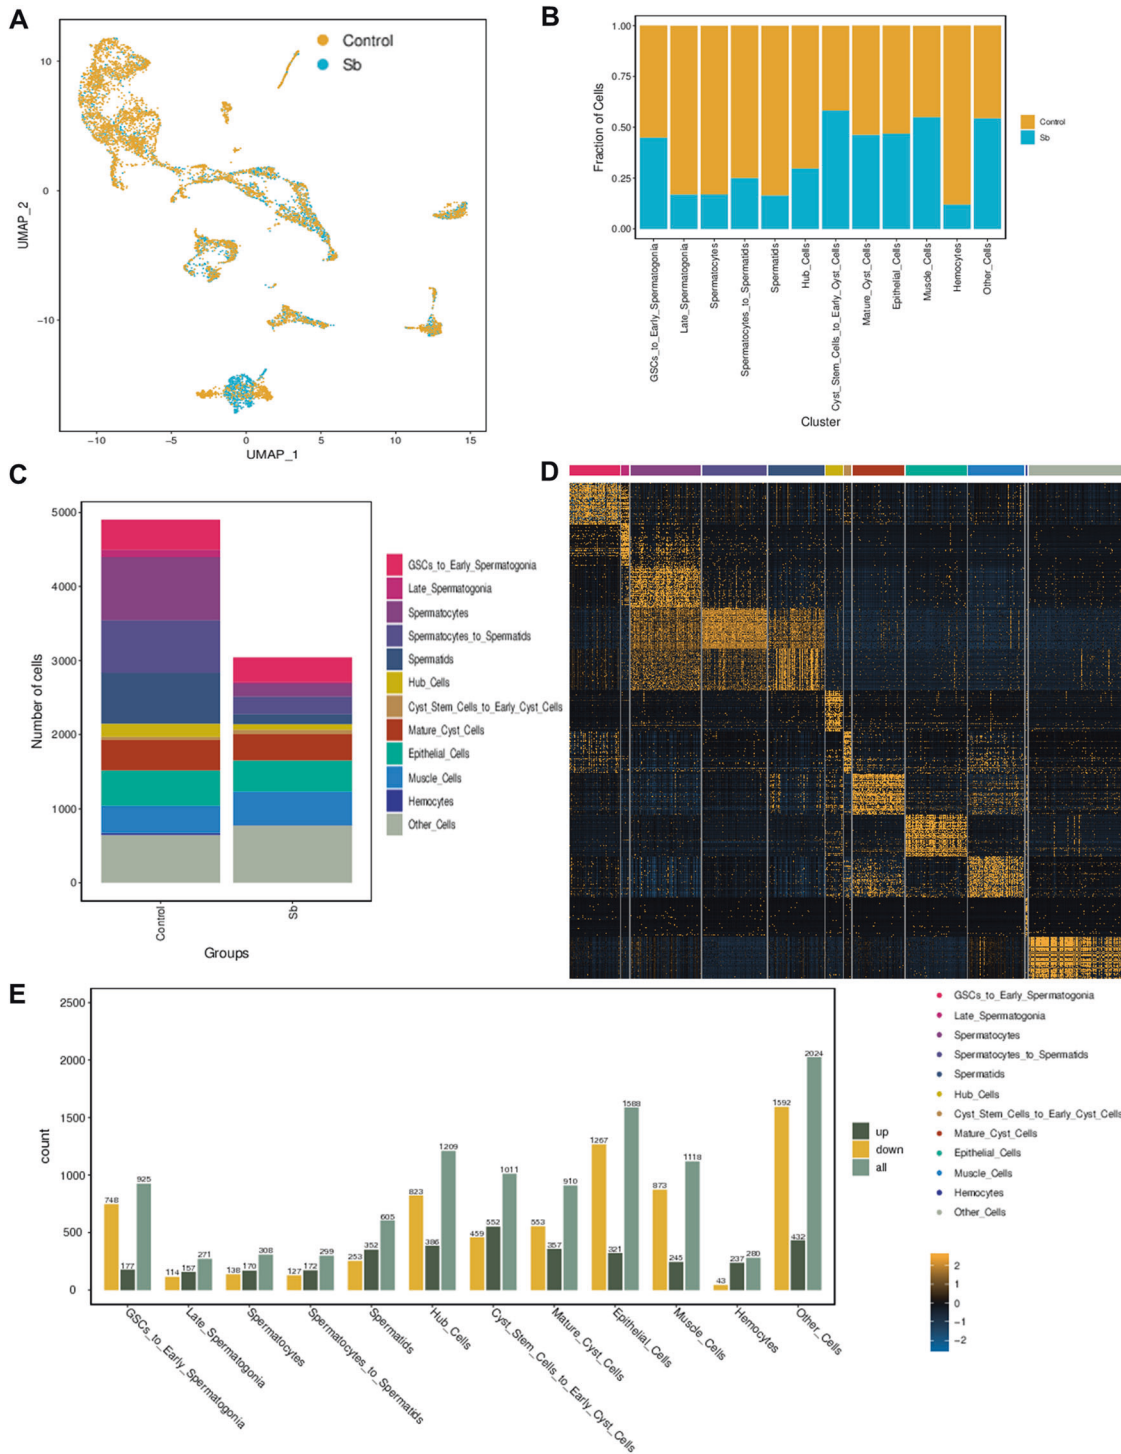 A
Control
Sb
10
0
−10
UMAP_2
−10
−5
0
5
10
15
UMAP_1
B
1.00
0.75
0.50
0.25
0.00
Fraction of Cells
Control
Sb
GSCs_to_Early_Spermatogonia
Late_Spermatogonia
Spermatocytes
Spermatocytes_to_Spermatids
Spermatids
Hub_Cells
Cyst_Stem_Cells_to_Early_Cyst_Cells
Mature_Cyst_Cells
Epithelial_Cells
Muscle_Cells
Hemocytes
Other_Cells
Cluster
C
5000
4000
3000
2000
1000
0
Number of cells
Control
Sb
Groups
GSCs_to_Early_Spermatogonia
Late_Spermatogonia
Spermatocytes
Spermatocytes_to_Spermatids
Spermatids
Hub_Cells
Cyst_Stem_Cells_to_Early_Cyst_Cells
Mature_Cyst_Cells
Epithelial_Cells
Muscle_Cells
Hemocytes
Other_Cells
D
GSCs_to_Early_Spermatogonia
Late_Spermatogonia
Spermatocytes
Spermatocytes_to_Spermatids
Spermatids
Hub_Cells
Cyst_Stem_Cells_to_Early_Cyst_Cells
Mature_Cyst_Cells
Epithelial_Cells
Muscle_Cells
Hemocytes
Other_Cells
2
1
0
−1
−2
E
2500
2000
1500
1000
500
0
count
748 177 925
114 157 271
138 170 308
127 172 299
253 352 605
823 386 1209
459 552 1011
553 357 910
1267 321 1588
873 245 1118
43 237 280
1592 432 2024
up
down
all
GSCs_to_Early_Spermatogonia
Late_Spermatogonia
Spermatocytes
Spermatocytes_to_Spermatids
Spermatids
Hub_Cells
Cyst_Stem_Cells_to_Early_Cyst_Cells
Mature_Cyst_Cells
Epithelial_Cells
Muscle_Cells
Hemocytes
Other_Cells